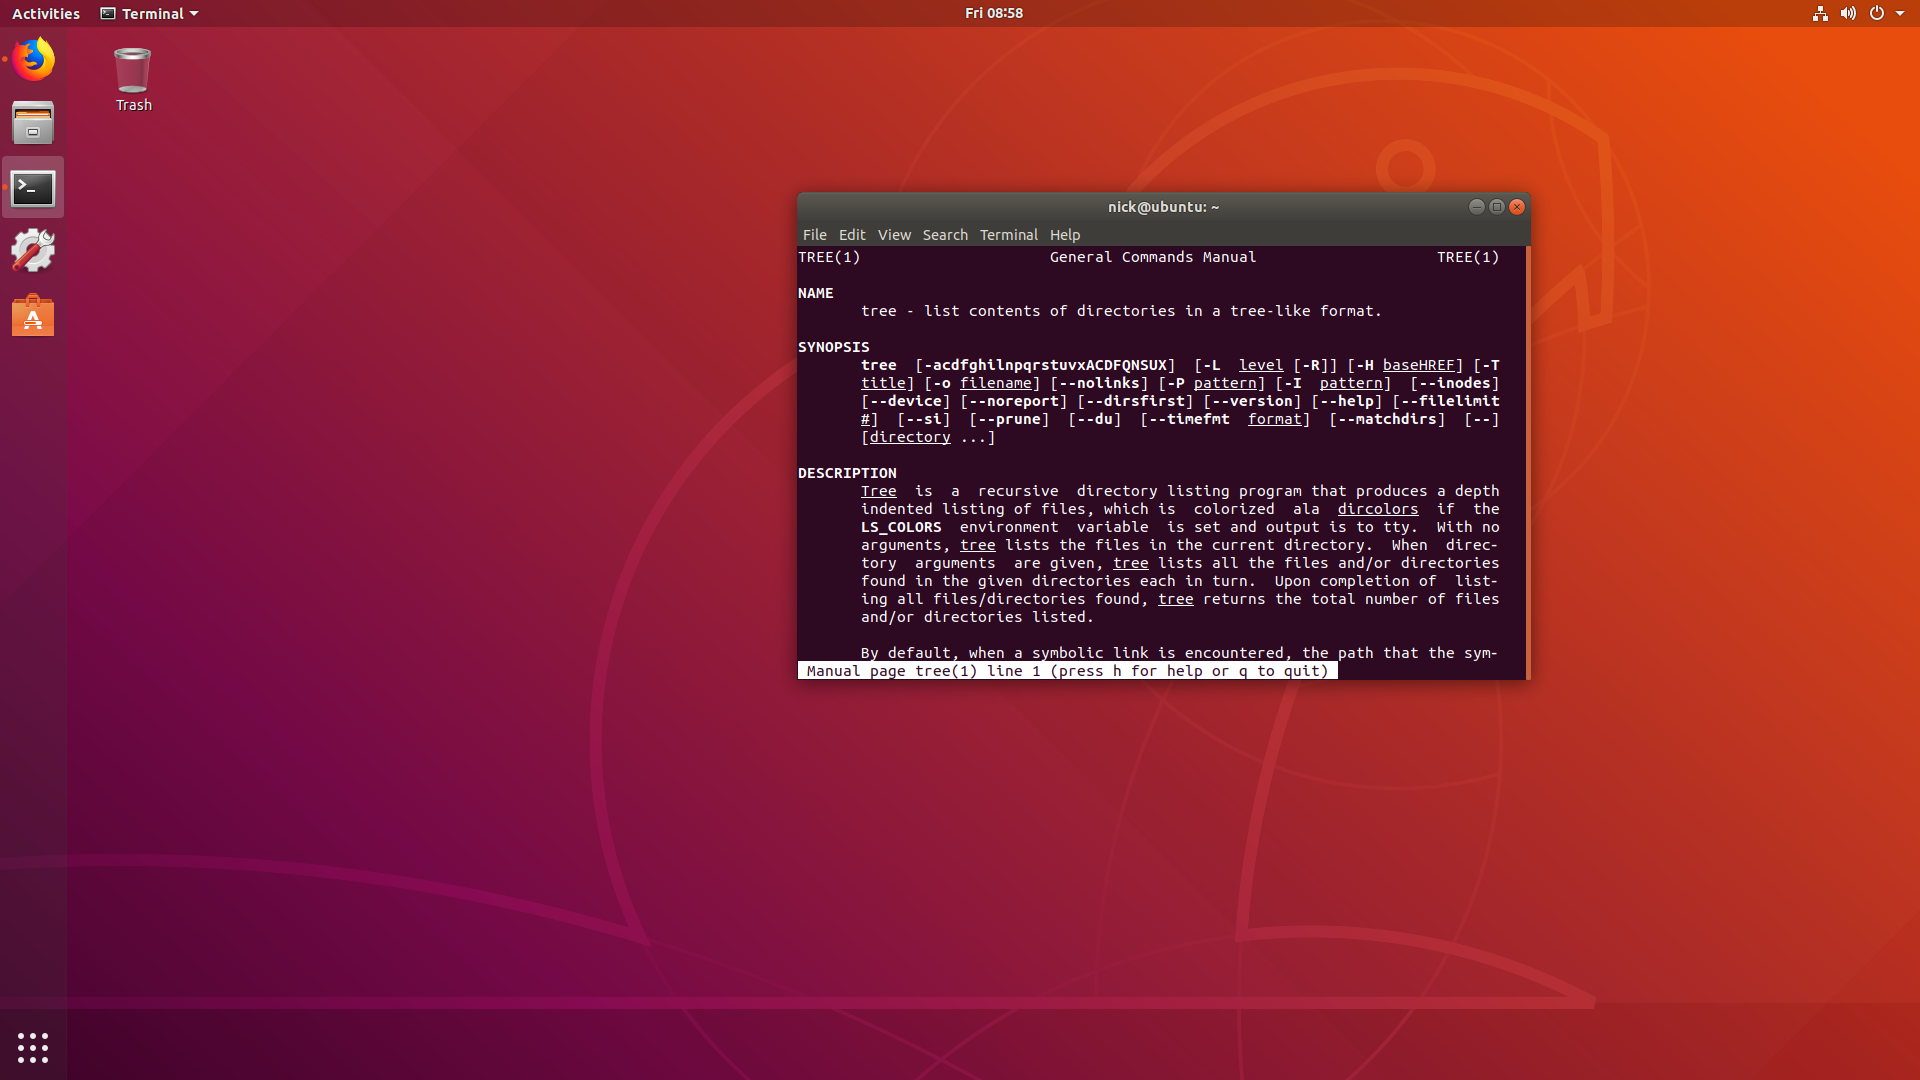 Activities Terminal Fri 08:58
Trash
nick@ubuntu: ~
File Edit View Search Terminal Help
TREE(1) General Commands Manual TREE(1)
NAME
tree - list contents of directories in a tree-like format.
SYNOPSIS
tree [-acdfghilnpqrstuvxACDFQNSUX] [-L level [-R]] [-H baseHREF] [-T
title] [-o filename] [--nolinks] [-P pattern] [-I pattern] [--inodes]
[--device] [--noreport] [--dirsfirst] [--version] [--help] [--filelimit
#] [--si] [--prune] [--du] [--timefmt format] [--matchdirs] [--]
[directory ...]
DESCRIPTION
Tree is a recursive directory listing program that produces a depth
indented listing of files, which is colorized ala dircolors if the
LS_COLORS environment variable is set and output is to tty. With no
arguments, tree lists the files in the current directory. When direc-
tory arguments are given, tree lists all the files and/or directories
found in the given directories each in turn. Upon completion of list-
ing all files/directories found, tree returns the total number of files
and/or directories listed.
By default, when a symbolic link is encountered, the path that the sym-
Manual page tree(1) line 1 (press h for help or q to quit)